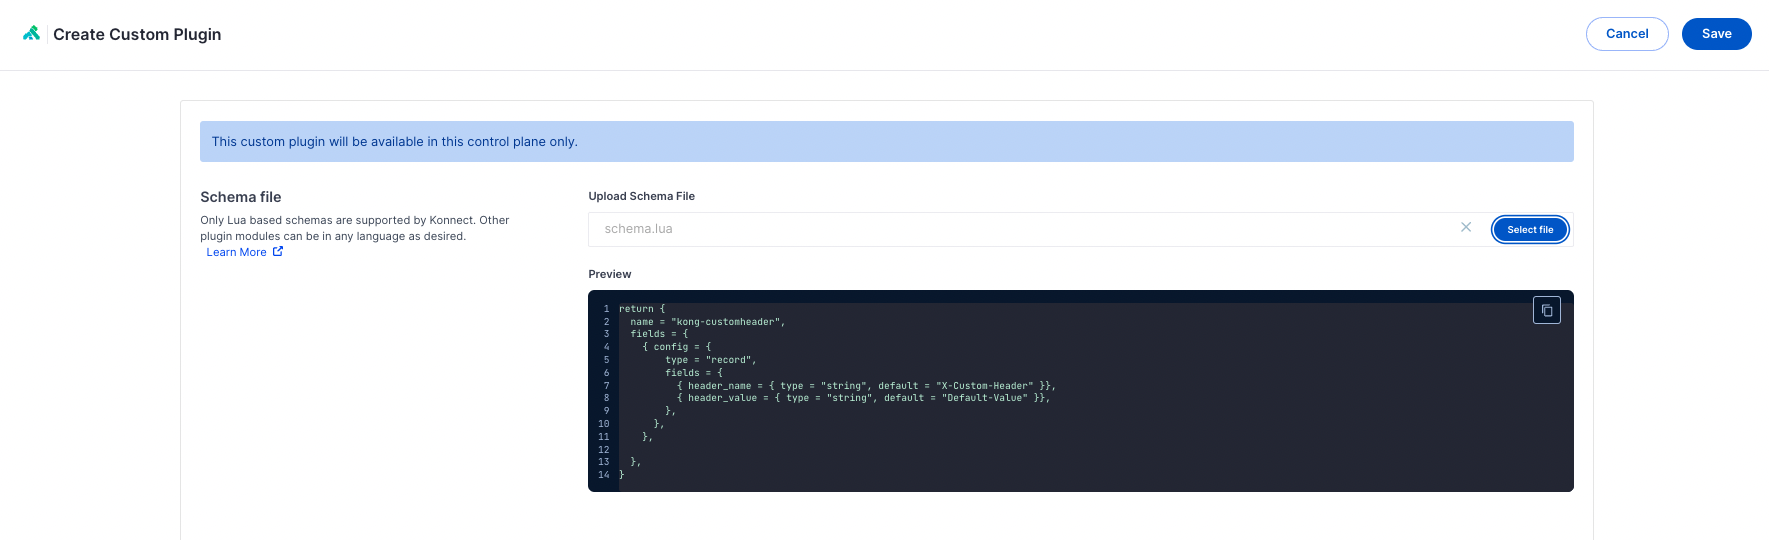 Create Custom Plugin
Cancel
Save
This custom plugin will be available in this control plane only.
Schema file
Only Lua based schemas are supported by Konnect. Other
plugin modules can be in any language as desired.
Learn More
Upload Schema File
schema.lua
Select file
Preview
1 return {
2   name = "kong-customheader",
3   fields = {
4     { config = {
5         type = "record",
6         fields = {
7           { header_name = { type = "string", default = "X-Custom-Header" }},
8           { header_value = { type = "string", default = "Default-Value" }},
9         },
10       },
11     },
12
13   },
14 }